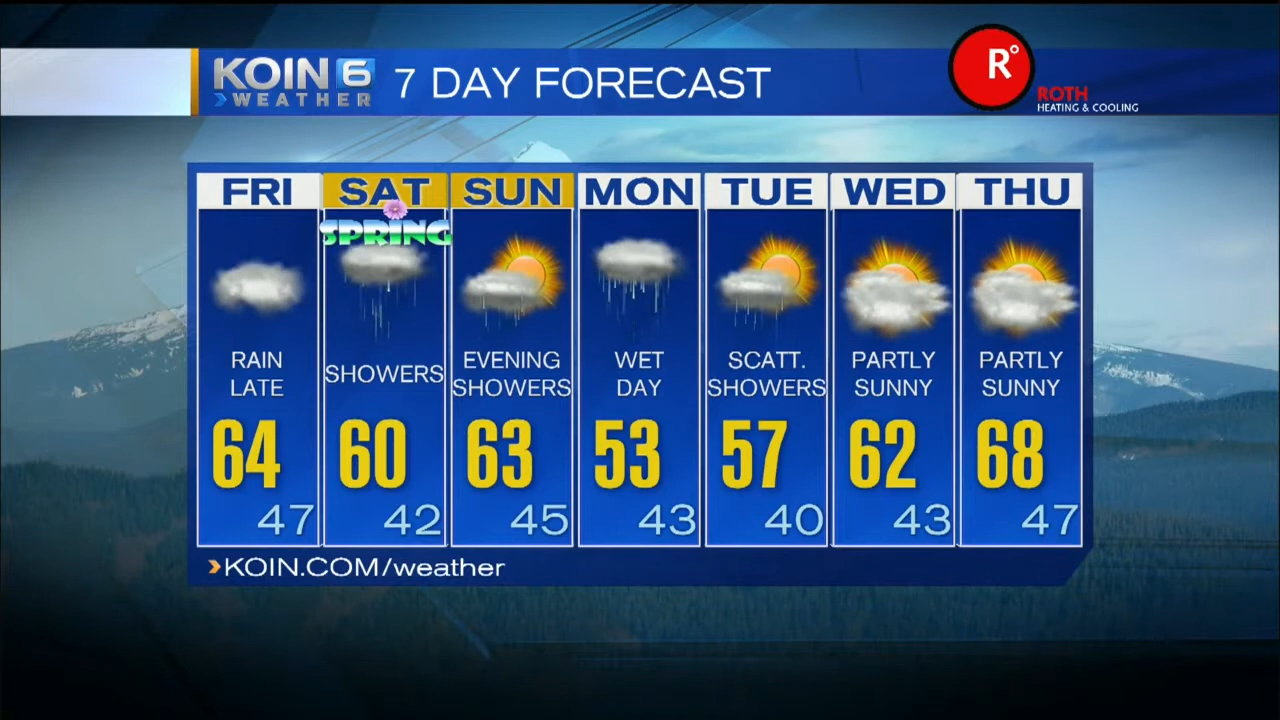 KOIN 6
WEATHER
7 DAY FORECAST
R°
ROTH
HEATING & COOLING
FRI
SAT
SUN
MON
TUE
WED
THU
SPRING
RAIN
LATE
SHOWERS
EVENING
SHOWERS
WET
DAY
SCATT.
SHOWERS
PARTLY
SUNNY
PARTLY
SUNNY
64
60
63
53
57
62
68
47
42
45
43
40
43
47
KOIN.COM/weather